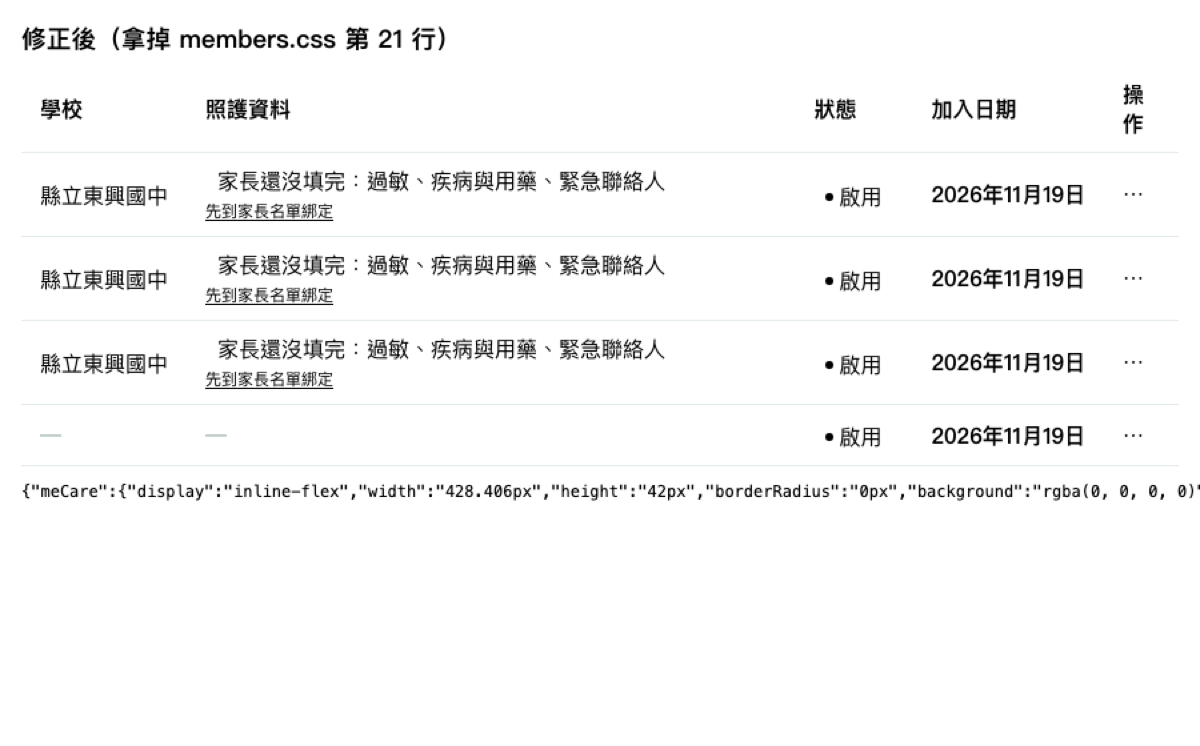 修正後（拿掉 members.css 第 21 行）
學校 照護資料 狀態 加入日期 操作
縣立東興國中 家長還沒填完：過敏、疾病與用藥、緊急聯絡人 •啟用 2026年11月19日 ···
先到家長名單綁定
縣立東興國中 家長還沒填完：過敏、疾病與用藥、緊急聯絡人 •啟用 2026年11月19日 ···
先到家長名單綁定
縣立東興國中 家長還沒填完：過敏、疾病與用藥、緊急聯絡人 •啟用 2026年11月19日 ···
先到家長名單綁定
— — •啟用 2026年11月19日 ···
{"meCare":{"display":"inline-flex","width":"428.406px","height":"42px","borderRadius":"0px","background":"rgba(0, 0, 0, 0)"